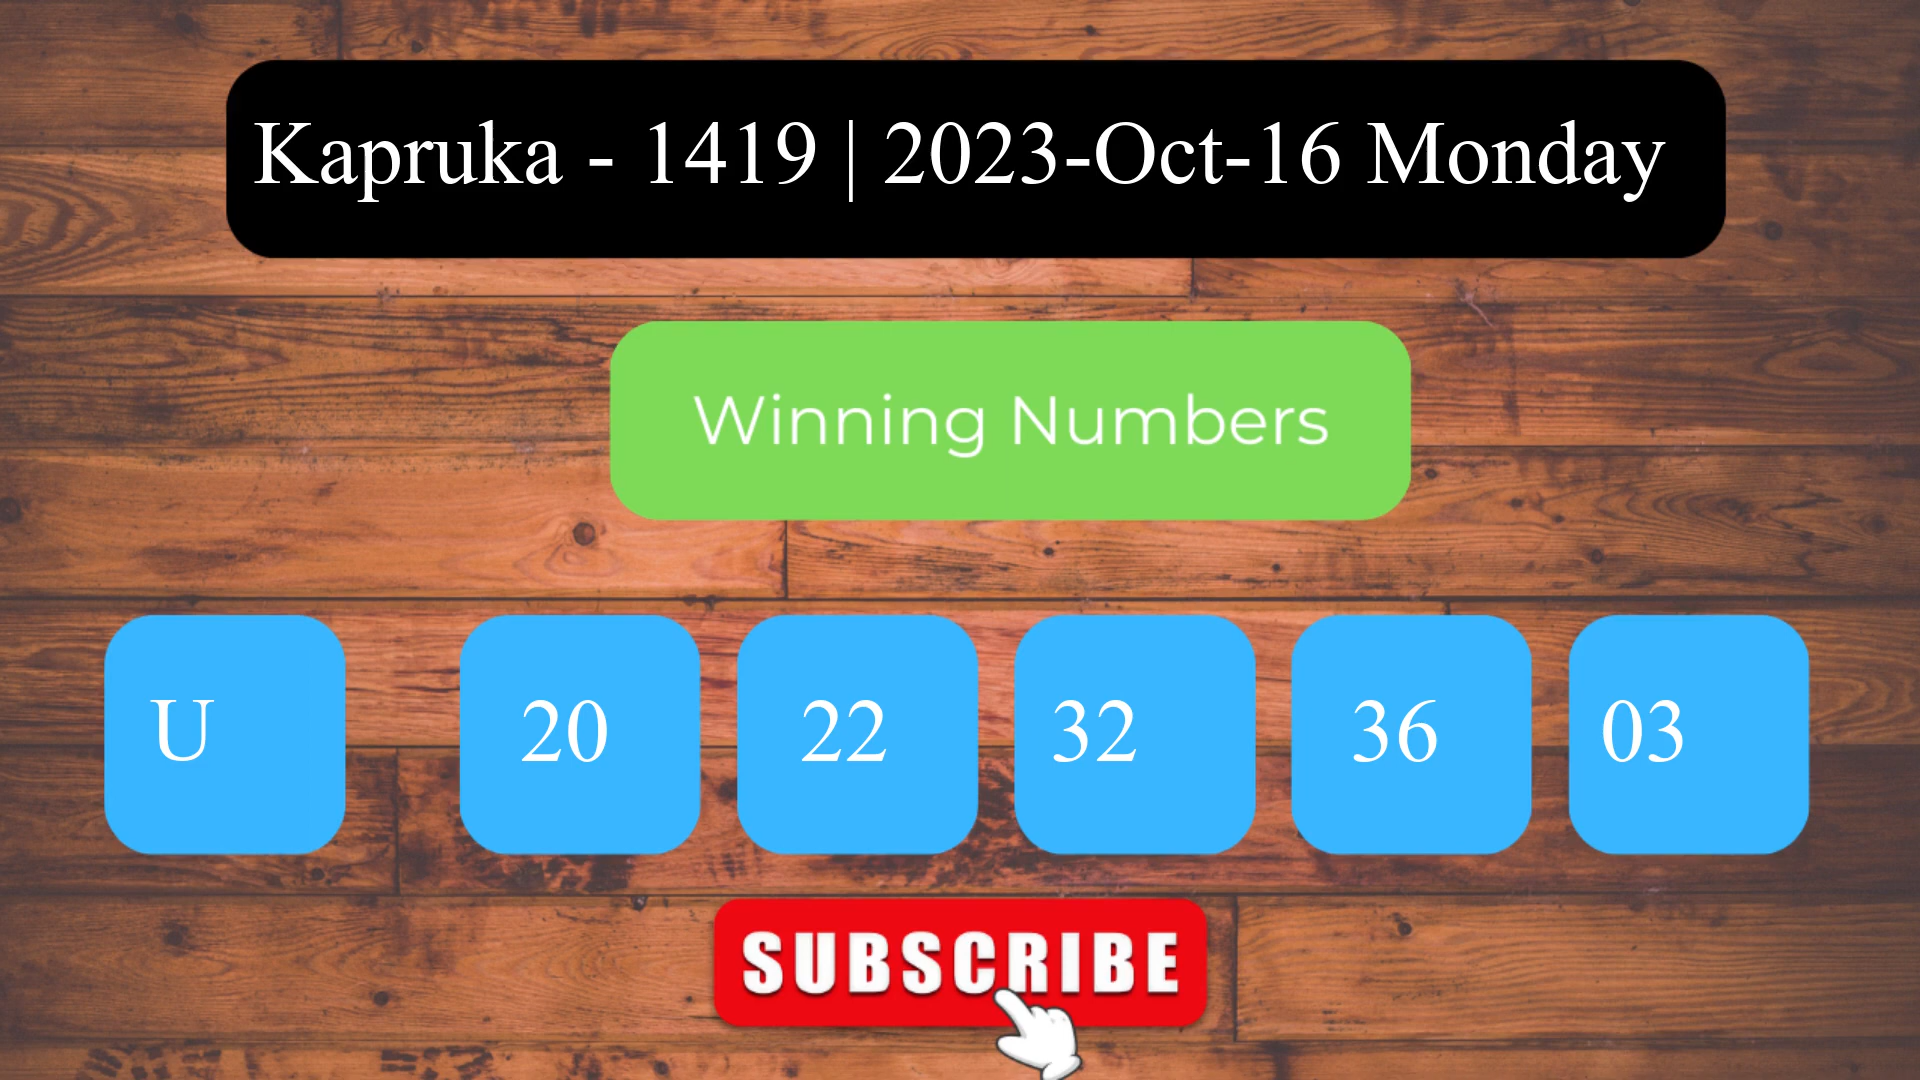 Kapruka - 1419 | 2023-Oct-16 Monday
Winning Numbers
U 20 22 32 36 03
SUBSCRIBE